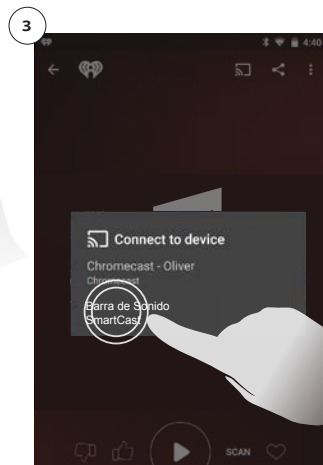 3
4:40
Connect to device
Chromecast - Oliver
Chromecast
Barra de Sonido
SmartCast
SCAN